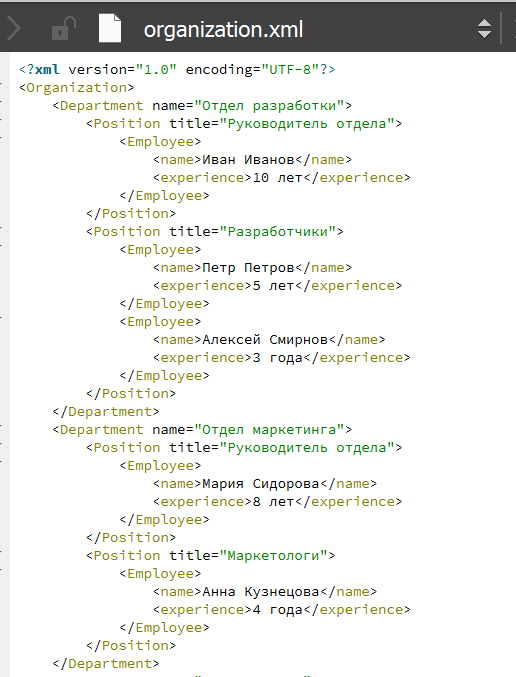 organization.xml
<?xml version="1.0" encoding="UTF-8"?>
<Organization>
    <Department name="Отдел разработки">
        <Position title="Руководитель отдела">
            <Employee>
                <name>Иван Иванов</name>
                <experience>10 лет</experience>
            </Employee>
        </Position>
        <Position title="Разработчики">
            <Employee>
                <name>Петр Петров</name>
                <experience>5 лет</experience>
            </Employee>
            <Employee>
                <name>Алексей Смирнов</name>
                <experience>3 года</experience>
            </Employee>
        </Position>
    </Department>
    <Department name="Отдел маркетинга">
        <Position title="Руководитель отдела">
            <Employee>
                <name>Мария Сидорова</name>
                <experience>8 лет</experience>
            </Employee>
        </Position>
        <Position title="Маркетологи">
            <Employee>
                <name>Анна Кузнецова</name>
                <experience>4 года</experience>
            </Employee>
        </Position>
    </Department>